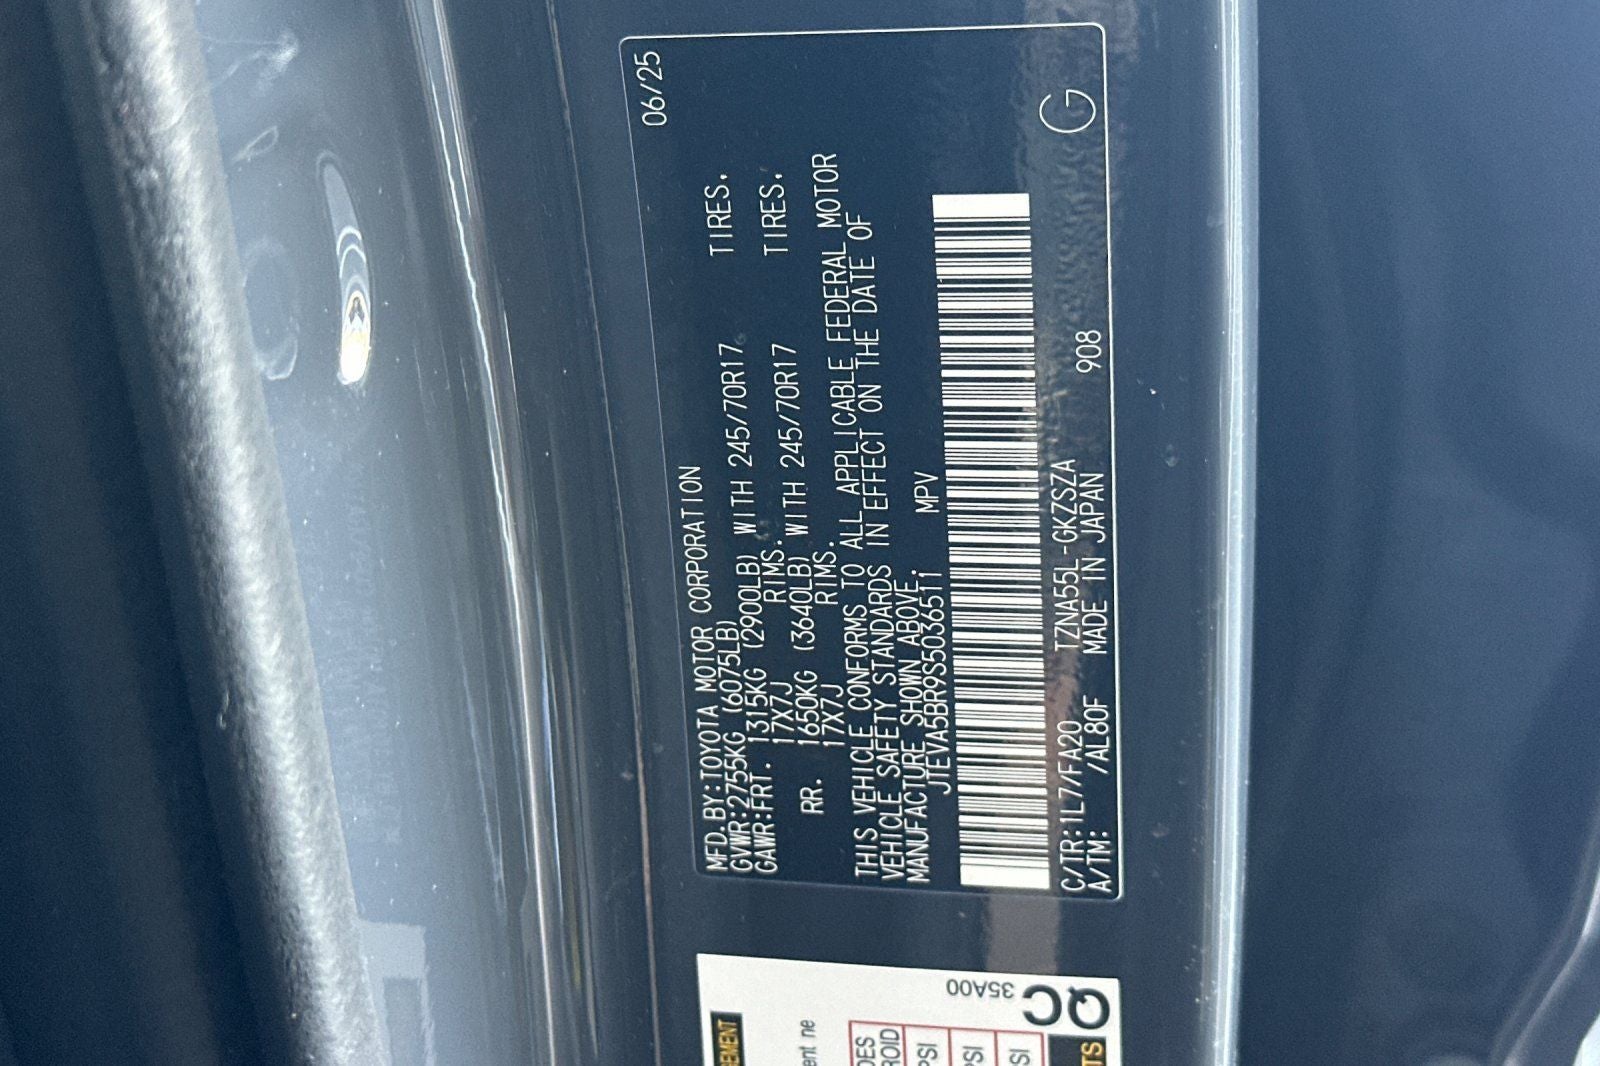 06/25
MFD.BY:TOYOTA MOTOR CORPORATION
GVWR:2755KG (6075LB)
GAWR:FRT. 1315KG (2900LB) WITH 245/70R17 TIRES.
17X7J RIMS.
RR. 1650KG (3640LB) WITH 245/70R17 TIRES.
17X7J RIMS.
THIS VEHICLE CONFORMS TO ALL APPLICABLE FEDERAL MOTOR
VEHICLE SAFETY STANDARDS IN EFFECT ON THE DATE OF
MANUFACTURE SHOWN ABOVE.
JTEVA5BR9S5036511 MPV
C/TR:1L7/FA20 TZNA55L-GKZSZA
A/TM: /AL80F MADE IN JAPAN 908
G
35A00
QC
PSI
PSI